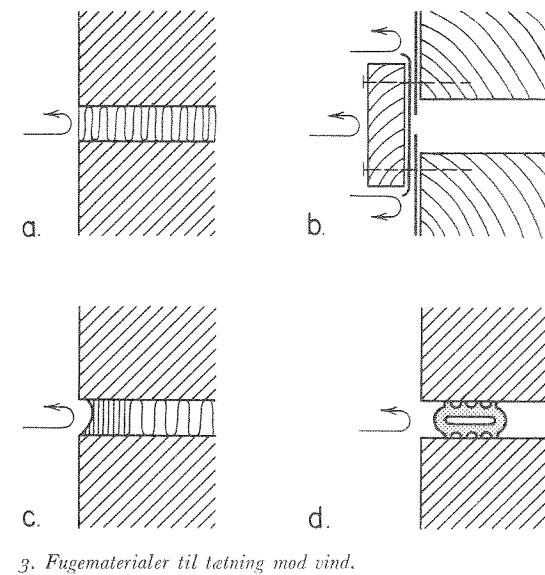 a.
b.
c.
d.
3. Fugematerialer til tætning mod vind.